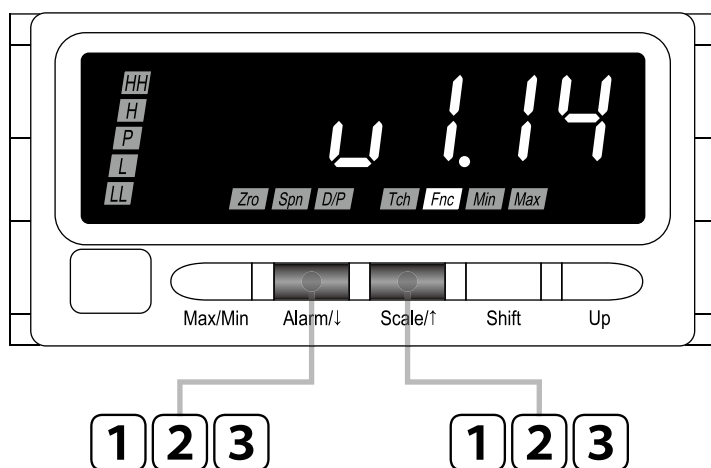 HH
H
P
L
LL
u 1.14
Zro Spn D/P Tch Fnc Min Max
Max/Min Alarm/↓ Scale/↑ Shift Up
1 2 3 1 2 3